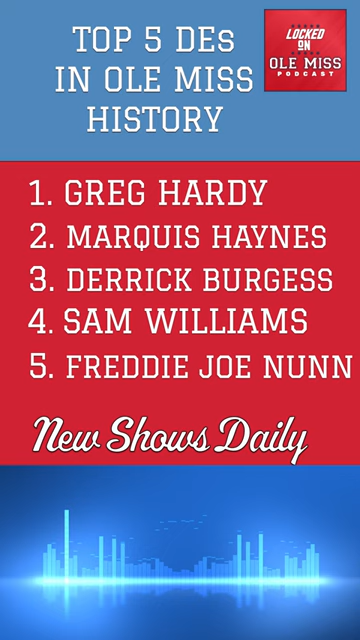 TOP 5 DEs
IN OLE MISS
HISTORY
LOCKED
ON
OLE MISS
PODCAST
1. GREG HARDY
2. MARQUIS HAYNES
3. DERRICK BURGESS
4. SAM WILLIAMS
5. FREDDIE JOE NUNN
New Shows Daily